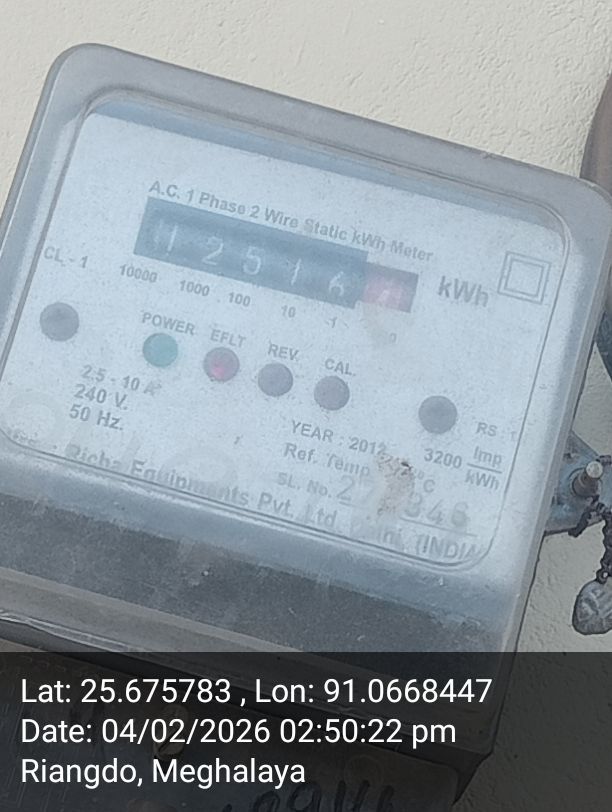 A.C. 1 Phase 2 Wire Static kWh Meter
1 2 5 1 6
kWh
CL - 1
10000 1000 100 10 1
POWER EFLT REV. CAL.
2.5 - 10 A
240 V.
50 Hz.
RS
3200 Imp
kWh
YEAR : 2012
Ref. Temp °C
SL. No.
Equipments Pvt. Ltd. (INDIA
Lat: 25.675783 , Lon: 91.0668447
Date: 04/02/2026 02:50:22 pm
Riangdo, Meghalaya